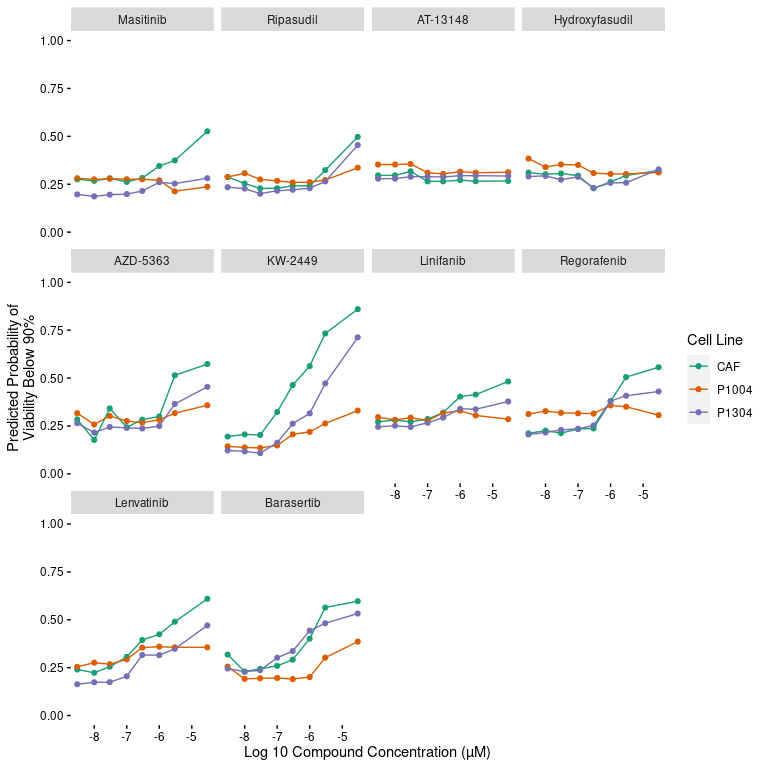 Masitinib Ripasudil AT-13148 Hydroxyfasudil
1.00
0.75
0.50
0.25
0.00
AZD-5363 KW-2449 Linifanib Regorafenib
1.00
0.75
0.50
0.25
0.00
-8 -7 -6 -5 -8 -7 -6 -5
Lenvatinib Barasertib
1.00
0.75
0.50
0.25
0.00
-8 -7 -6 -5 -8 -7 -6 -5
Log 10 Compound Concentration (μM)
Predicted Probability of
Viability Below 90%
Cell Line
CAF
P1004
P1304